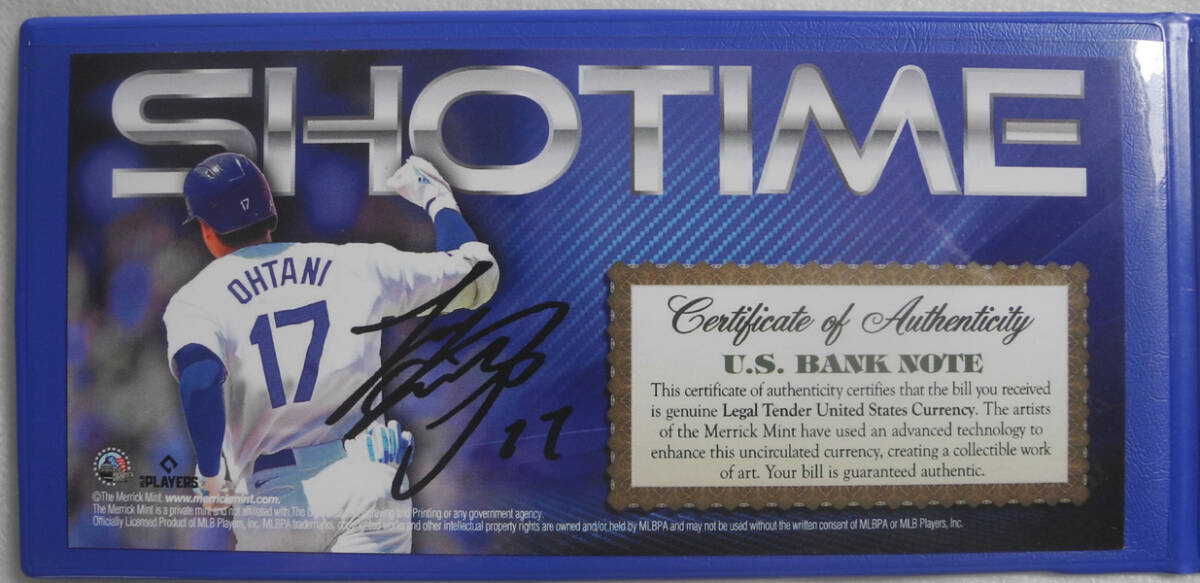 SHOTIME
17
OHTANI
17
17
Certificate of Authenticity
U.S. BANK NOTE
This certificate of authenticity certifies that the bill you received
is genuine Legal Tender United States Currency. The artists
of the Merrick Mint have used an advanced technology to
enhance this uncirculated currency, creating a collectible work
of art. Your bill is guaranteed authentic.
PLAYERS
©The Merrick Mint. www.merrickmint.com.
The Merrick Mint is a private mint and not affiliated with The Engraving and Printing or any government agency.
Officially Licensed Product of MLB Players, Inc. MLBPA trademarks, copyrighted works and other intellectual property rights are owned and/or held by MLBPA and may not be used without the written consent of MLBPA or MLB Players, Inc.